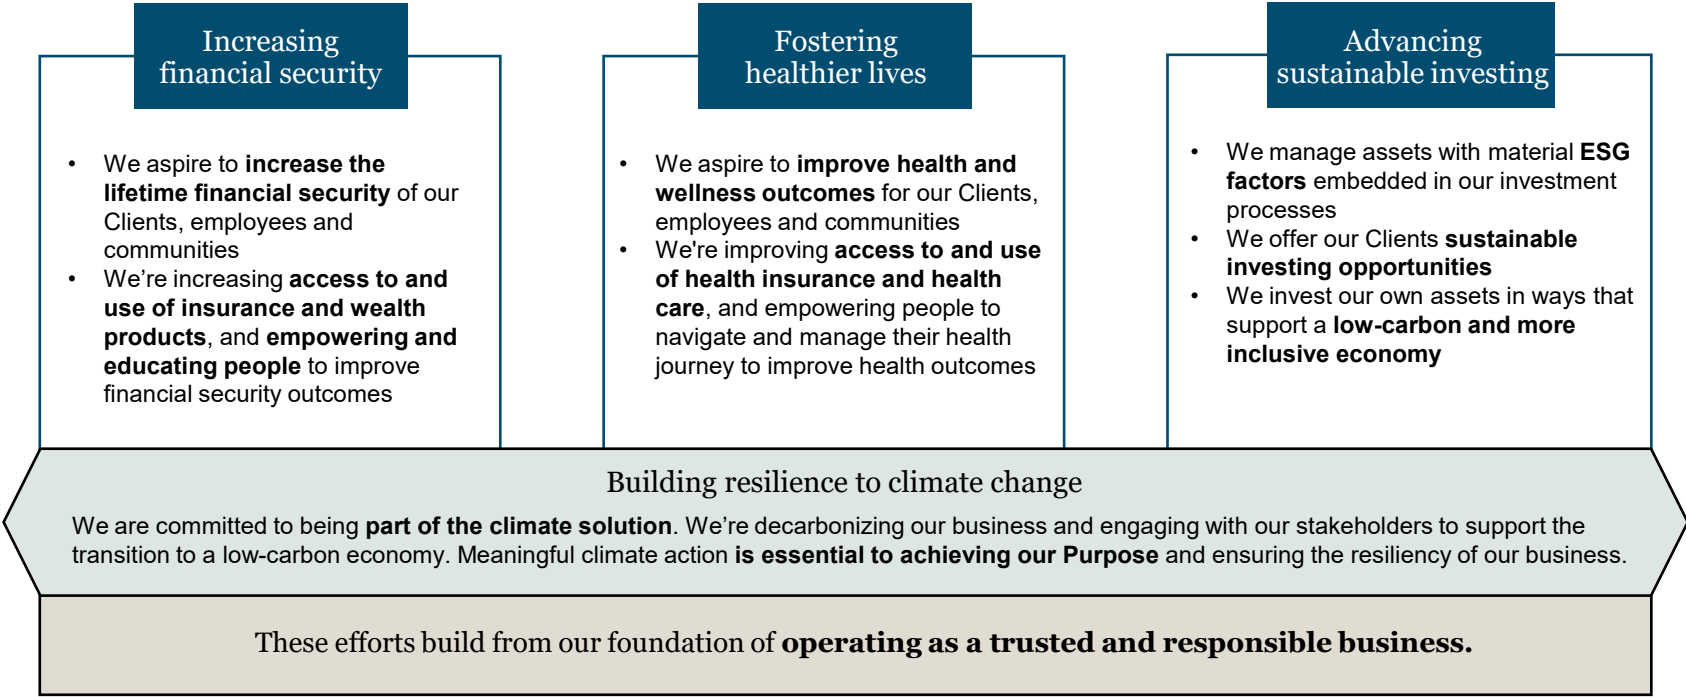 Increasing
financial security
• We aspire to increase the
lifetime financial security of our
Clients, employees and
communities
• We’re increasing access to and
use of insurance and wealth
products, and empowering and
educating people to improve
financial security outcomes
Fostering
healthier lives
• We aspire to improve health and
wellness outcomes for our Clients,
employees and communities
• We're improving access to and use
of health insurance and health
care, and empowering people to
navigate and manage their health
journey to improve health outcomes
Advancing
sustainable investing
• We manage assets with material ESG
factors embedded in our investment
processes
• We offer our Clients sustainable
investing opportunities
• We invest our own assets in ways that
support a low-carbon and more
inclusive economy
Building resilience to climate change
We are committed to being part of the climate solution. We’re decarbonizing our business and engaging with our stakeholders to support the
transition to a low-carbon economy. Meaningful climate action is essential to achieving our Purpose and ensuring the resiliency of our business.
These efforts build from our foundation of operating as a trusted and responsible business.